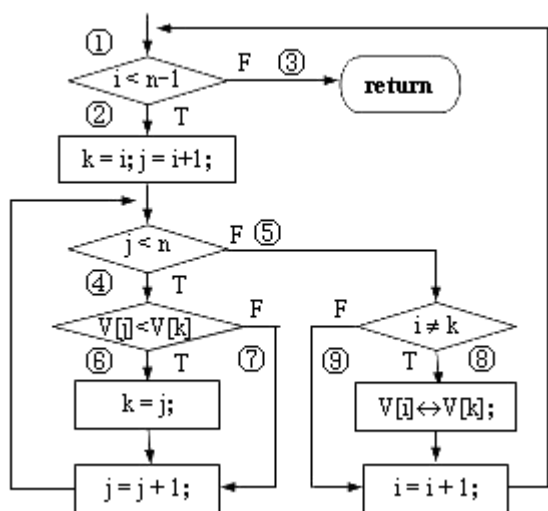 ①
i < n-1 F ③
return
② T
k = i; j = i+1;
j < n F ⑤
④ T
V[j]<V[k] F
⑥ T ⑦
k = j;
j = j + 1;
F i ≠ k
⑨ T ⑧
V[i]↔V[k];
i = i + 1;